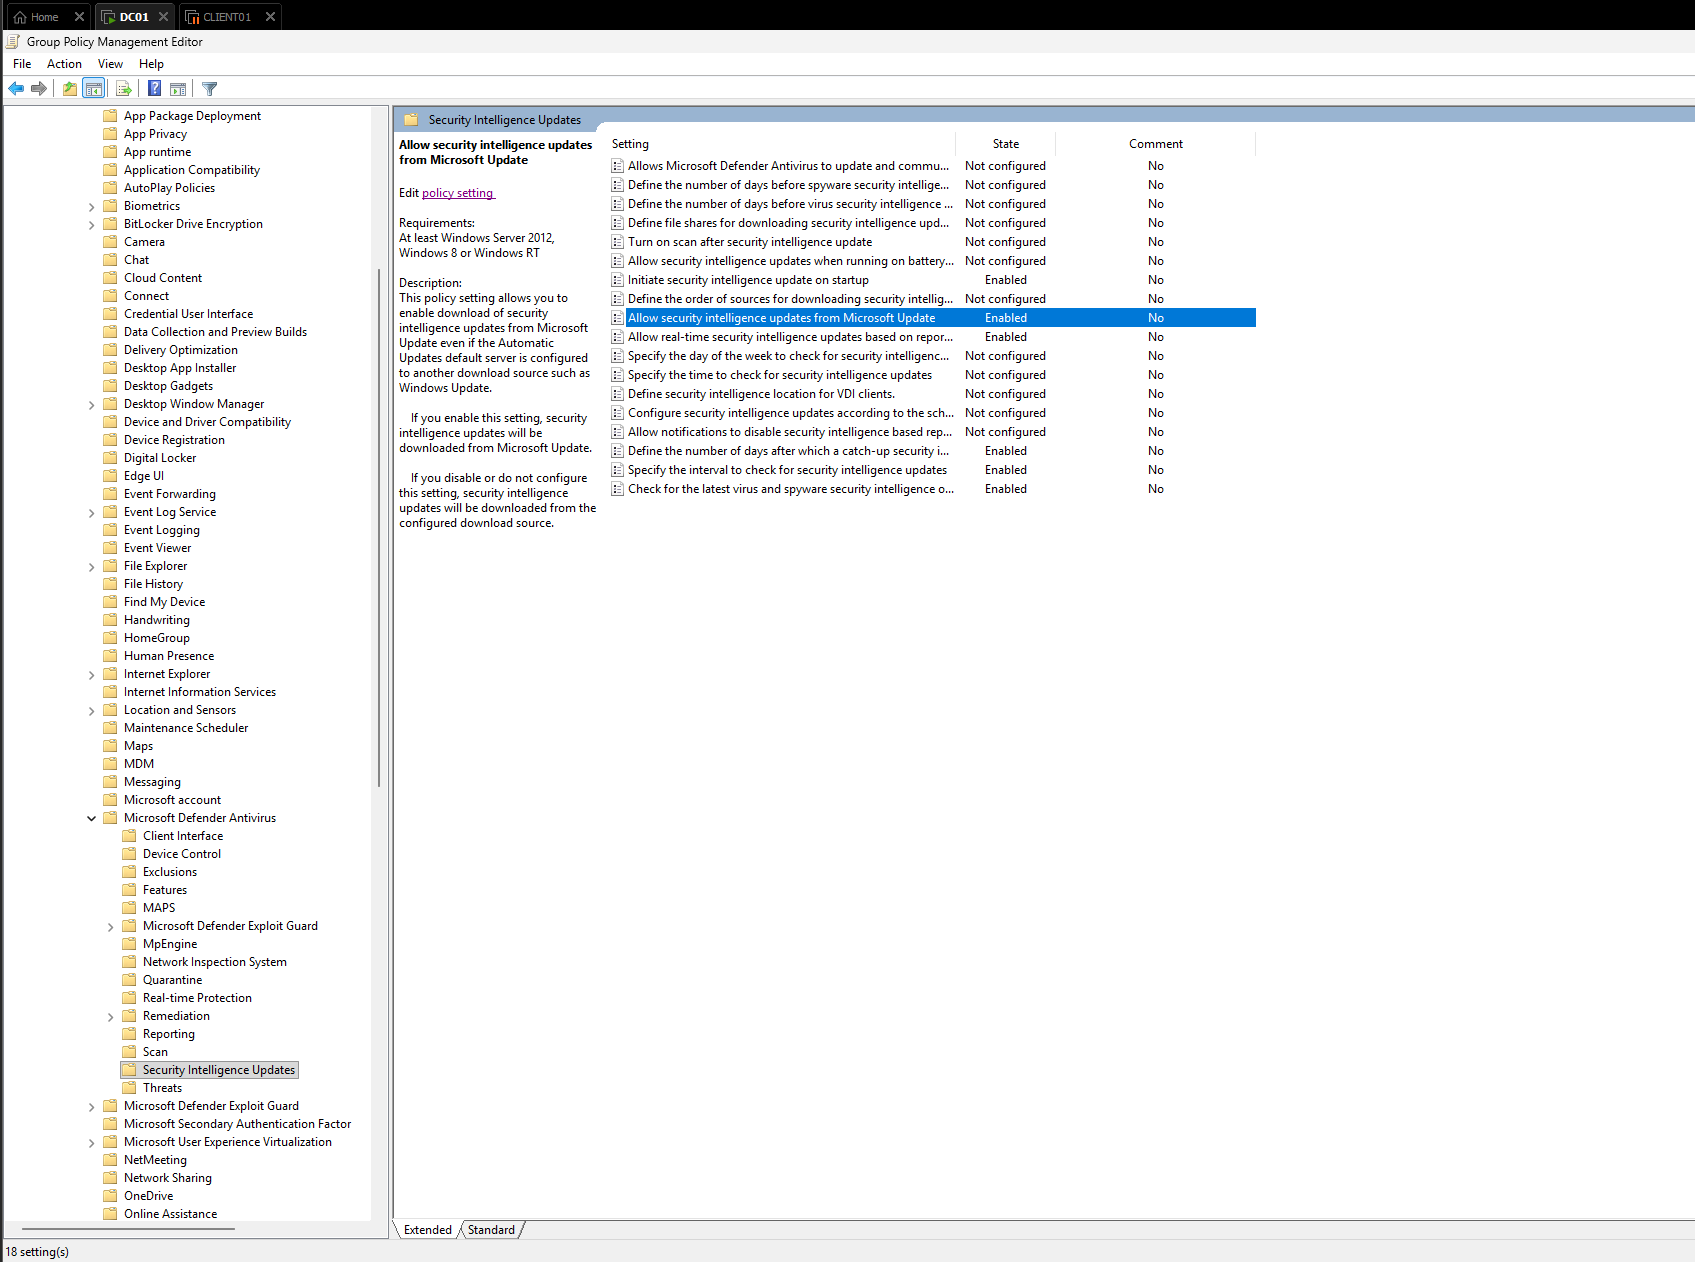 Home
DC01
CLIENT01
Group Policy Management Editor
File Action View Help
App Package Deployment
App Privacy
App runtime
Application Compatibility
AutoPlay Policies
Biometrics
BitLocker Drive Encryption
Camera
Chat
Cloud Content
Connect
Credential User Interface
Data Collection and Preview Builds
Delivery Optimization
Desktop App Installer
Desktop Gadgets
Desktop Window Manager
Device and Driver Compatibility
Device Registration
Digital Locker
Edge UI
Event Forwarding
Event Log Service
Event Logging
Event Viewer
File Explorer
File History
Find My Device
Handwriting
HomeGroup
Human Presence
Internet Explorer
Internet Information Services
Location and Sensors
Maintenance Scheduler
Maps
MDM
Messaging
Microsoft account
Microsoft Defender Antivirus
Client Interface
Device Control
Exclusions
Features
MAPS
Microsoft Defender Exploit Guard
MpEngine
Network Inspection System
Quarantine
Real-time Protection
Remediation
Reporting
Scan
Security Intelligence Updates
Threats
Microsoft Defender Exploit Guard
Microsoft Secondary Authentication Factor
Microsoft User Experience Virtualization
NetMeeting
Network Sharing
OneDrive
Online Assistance
Security Intelligence Updates
Allow security intelligence updates
from Microsoft Update
Edit policy setting
Requirements:
At least Windows Server 2012,
Windows 8 or Windows RT
Description:
This policy setting allows you to
enable download of security
intelligence updates from Microsoft
Update even if the Automatic
Updates default server is configured
to another download source such as
Windows Update.
If you enable this setting, security
intelligence updates will be
downloaded from Microsoft Update.
If you disable or do not configure
this setting, security intelligence
updates will be downloaded from the
configured download source.
Setting State Comment
Allows Microsoft Defender Antivirus to update and commu... Not configured No
Define the number of days before spyware security intellige... Not configured No
Define the number of days before virus security intelligence ... Not configured No
Define file shares for downloading security intelligence upd... Not configured No
Turn on scan after security intelligence update Not configured No
Allow security intelligence updates when running on battery... Not configured No
Initiate security intelligence update on startup Enabled No
Define the order of sources for downloading security intellig... Not configured No
Allow security intelligence updates from Microsoft Update Enabled No
Allow real-time security intelligence updates based on repor... Enabled No
Specify the day of the week to check for security intelligenc... Not configured No
Specify the time to check for security intelligence updates Not configured No
Define security intelligence location for VDI clients. Not configured No
Configure security intelligence updates according to the sch... Not configured No
Allow notifications to disable security intelligence based rep... Not configured No
Define the number of days after which a catch-up security i... Enabled No
Specify the interval to check for security intelligence updates Enabled No
Check for the latest virus and spyware security intelligence o... Enabled No
Extended Standard
18 setting(s)